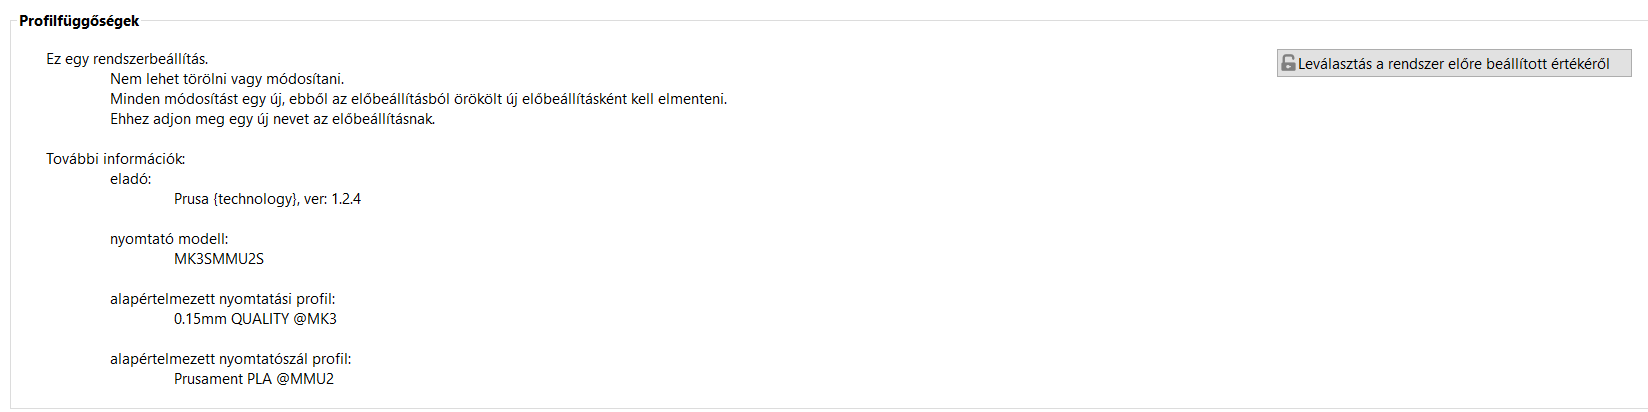 Profilfüggőségek
Ez egy rendszerbeállítás.
Leválasztás a rendszer előre beállított értékéről
Nem lehet törölni vagy módosítani.
Minden módosítást egy új, ebből az előbeállításból örökölt új előbeállításként kell elmenteni.
Ehhez adjon meg egy új nevet az előbeállításnak.
További információk:
eladó:
Prusa {technology}, ver: 1.2.4
nyomtató modell:
MK3SMMU2S
alapértelmezett nyomtatási profil:
0.15mm QUALITY @MK3
alapértelmezett nyomtatószál profil:
Prusament PLA @MMU2